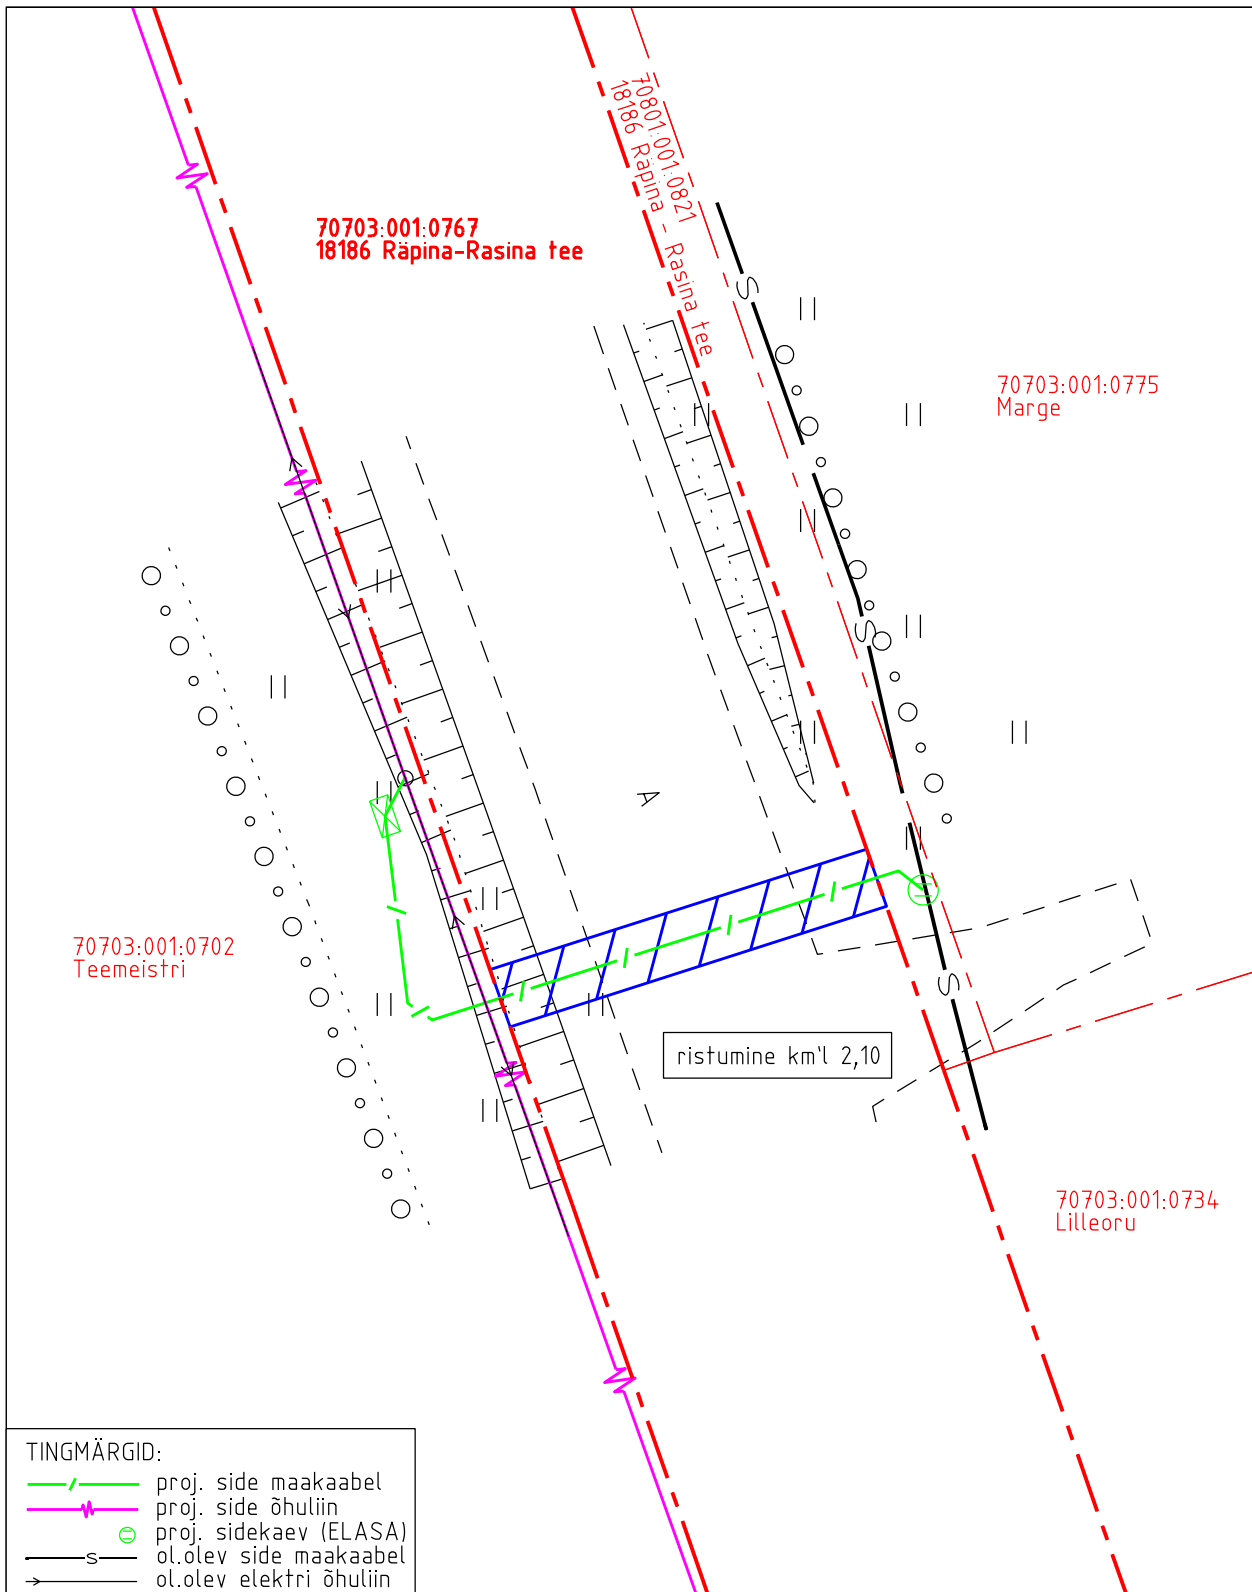 70801:001:0821
18186 Räpina - Rasina tee
70703:001:0767
18186 Räpina-Rasina tee
70703:001:0775
Marge
S
S
A
70703:001:0702
Teemeistri
S
ristumine km'l 2,10
70703:001:0734
Lilleoru
TINGMÄRGID:
proj. side maakaabel
proj. side õhuliin
proj. sidekaev (ELASA)
S ol.olev side maakaabel
ol.olev elektri õhuliin